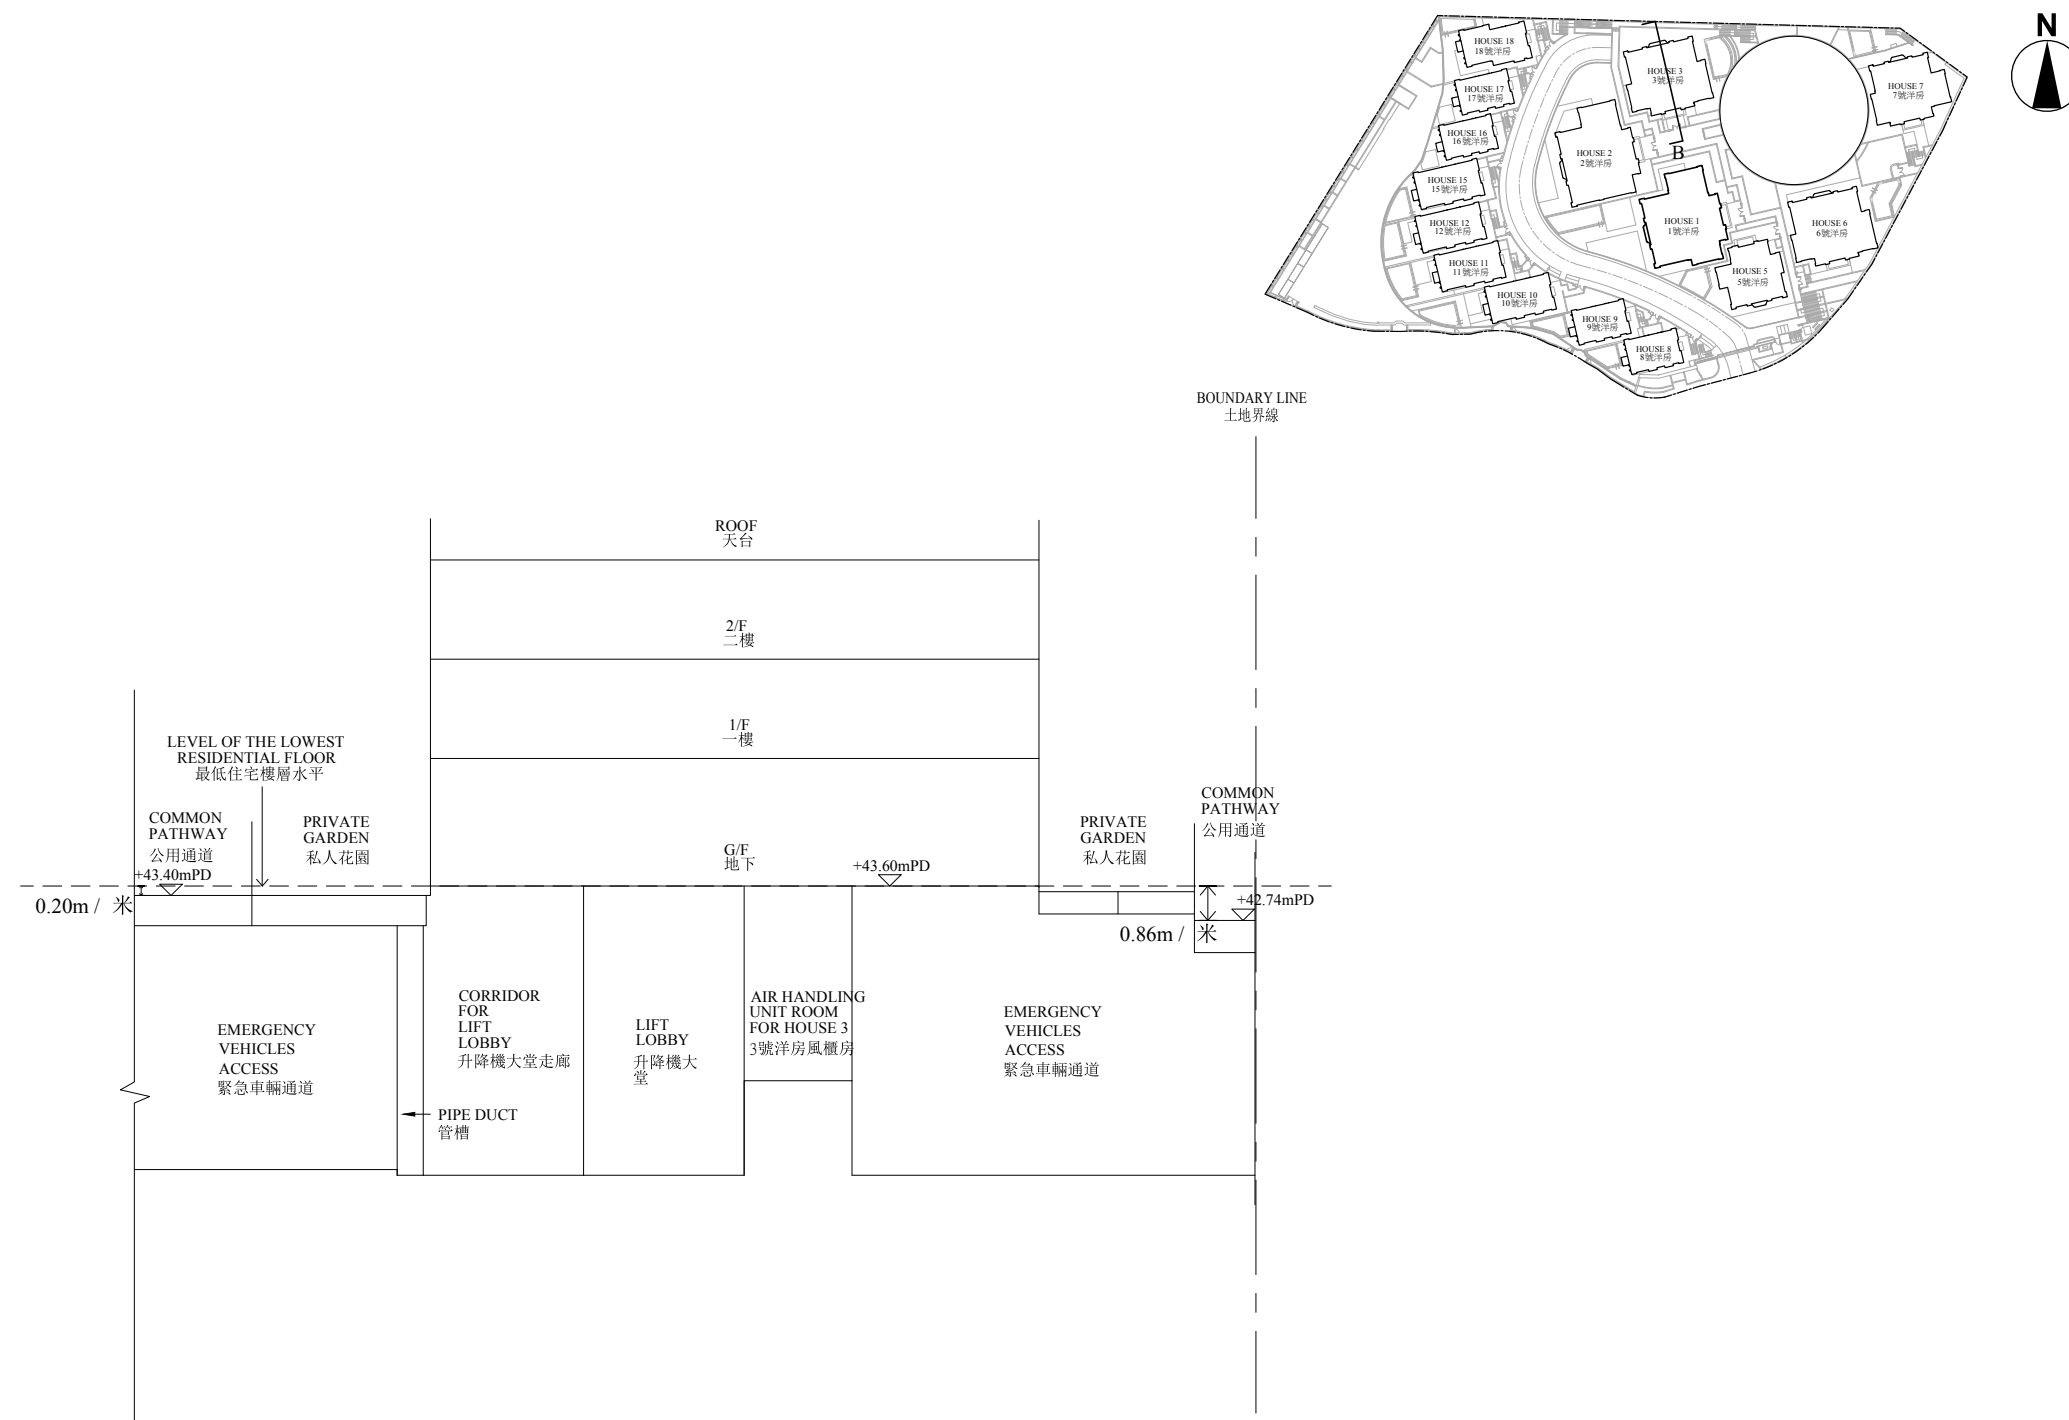 N
HOUSE 18
18號洋房
HOUSE 17
17號洋房
HOUSE 16
16號洋房
HOUSE 15
15號洋房
HOUSE 12
12號洋房
HOUSE 11
11號洋房
HOUSE 10
10號洋房
HOUSE 9
9號洋房
HOUSE 8
8號洋房
HOUSE 3
3號洋房
HOUSE 2
2號洋房
B
HOUSE 1
1號洋房
HOUSE 5
5號洋房
HOUSE 6
6號洋房
HOUSE 7
7號洋房
BOUNDARY LINE
土地界線
ROOF
天台
2/F
二樓
1/F
一樓
G/F
地下
+43.60mPD
LEVEL OF THE LOWEST
RESIDENTIAL FLOOR
最低住宅樓層水平
COMMON
PATHWAY
公用通道
+43.40mPD
PRIVATE
GARDEN
私人花園
0.20m / 米
PRIVATE
GARDEN
私人花園
COMMON
PATHWAY
公用通道
+42.74mPD
0.86m / 米
EMERGENCY
VEHICLES
ACCESS
緊急車輛通道
CORRIDOR
FOR
LIFT
LOBBY
升降機大堂走廊
PIPE DUCT
管槽
LIFT
LOBBY
升降機大
堂
AIR HANDLING
UNIT ROOM
FOR HOUSE 3
3號洋房風櫃房
EMERGENCY
VEHICLES
ACCESS
緊急車輛通道